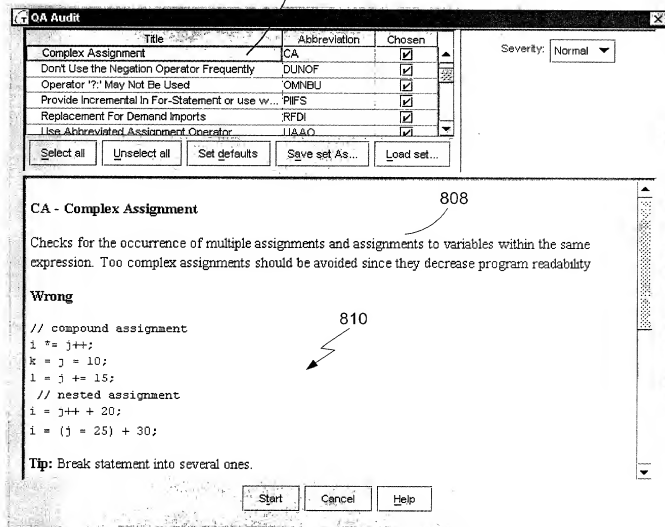 QA Audit
Title Abbreviation Chosen
Complex Assignment CA
Don't Use the Negation Operator Frequently DUNOF
Operator '?:' May Not Be Used OMNBU
Provide Incremental In For-Statement or use w... PIIFS
Replacement For Demand Imports RFDI
Use Abbreviated Assignment Operator UAAO
Severity: Normal
Select all Unselect all Set defaults Save set As... Load set...
808
CA - Complex Assignment
Checks for the occurrence of multiple assignments and assignments to variables within the same
expression. Too complex assignments should be avoided since they decrease program readability
Wrong
810
// compound assignment
i *= j++;
k = j = 10;
l = j += 15;
// nested assignment
i = j++ + 20;
i = (j = 25) + 30;
Tip: Break statement into several ones.
Start Cancel Help